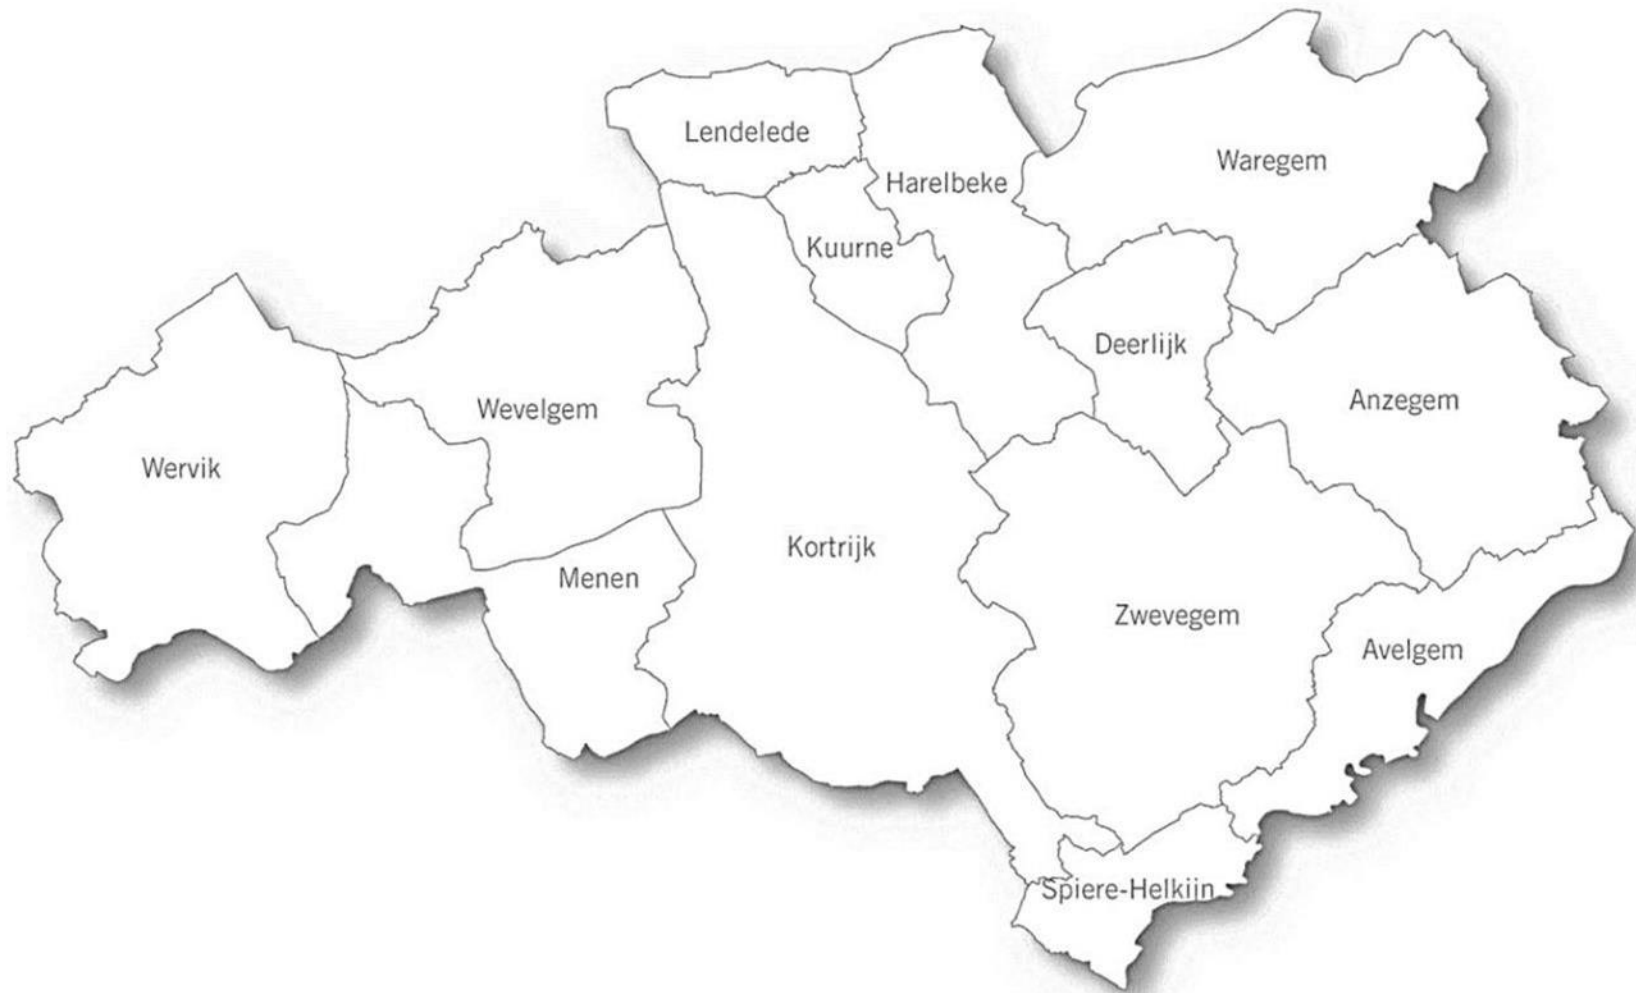 Lendelede
Waregem
Harelbeke
Kuurne
Deerlijk
Anzegem
Wevelgem
Wervik
Kortrijk
Menen
Zwevegem
Avelgem
Spiere-Helkijn